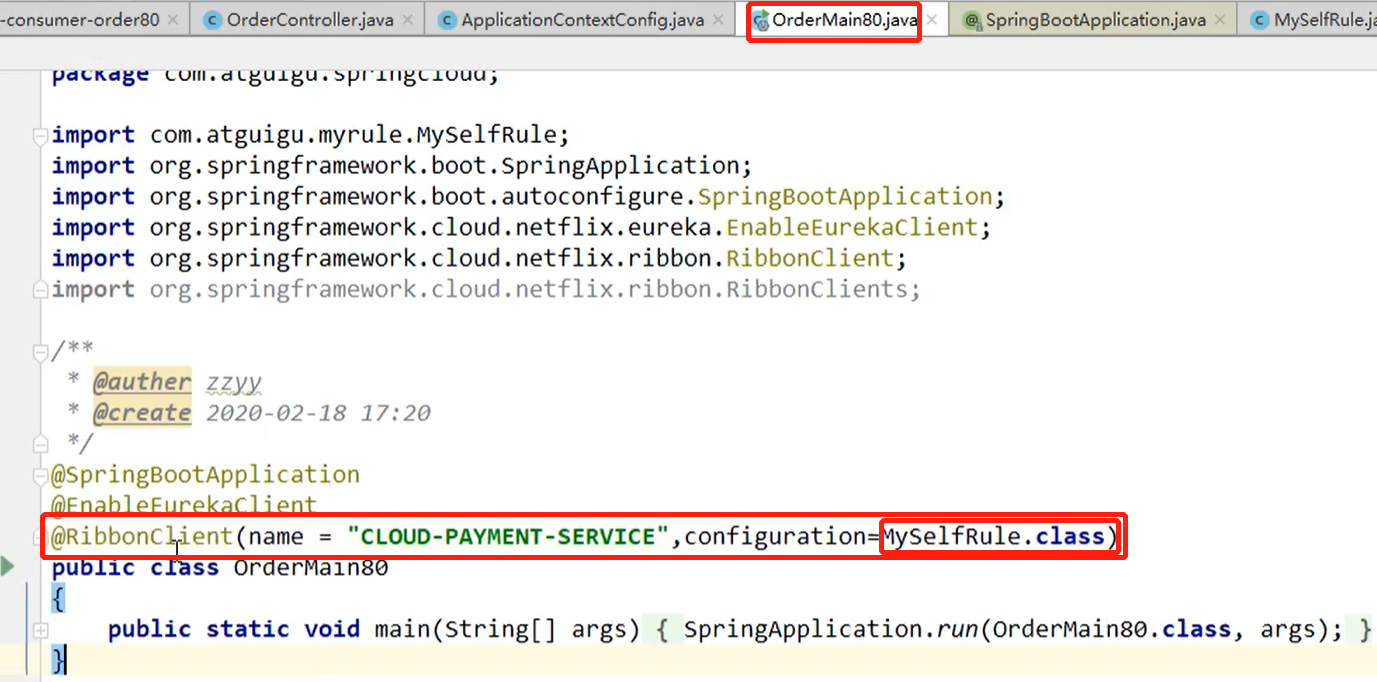 -consumer-order80 OrderController.java ApplicationContextConfig.java OrderMain80.java SpringBootApplication.java MySelfRule.ja
package com.atguigu.springcloud;
import com.atguigu.myrule.MySelfRule;
import org.springframework.boot.SpringApplication;
import org.springframework.boot.autoconfigure.SpringBootApplication;
import org.springframework.cloud.netflix.eureka.EnableEurekaClient;
import org.springframework.cloud.netflix.ribbon.RibbonClient;
import org.springframework.cloud.netflix.ribbon.RibbonClients;
/**
* @auther zzyy
* @create 2020-02-18 17:20
*/
@SpringBootApplication
@EnableEurekaClient
@RibbonClient(name = "CLOUD-PAYMENT-SERVICE",configuration=MySelfRule.class)
public class OrderMain80
{
public static void main(String[] args) { SpringApplication.run(OrderMain80.class, args); }
}